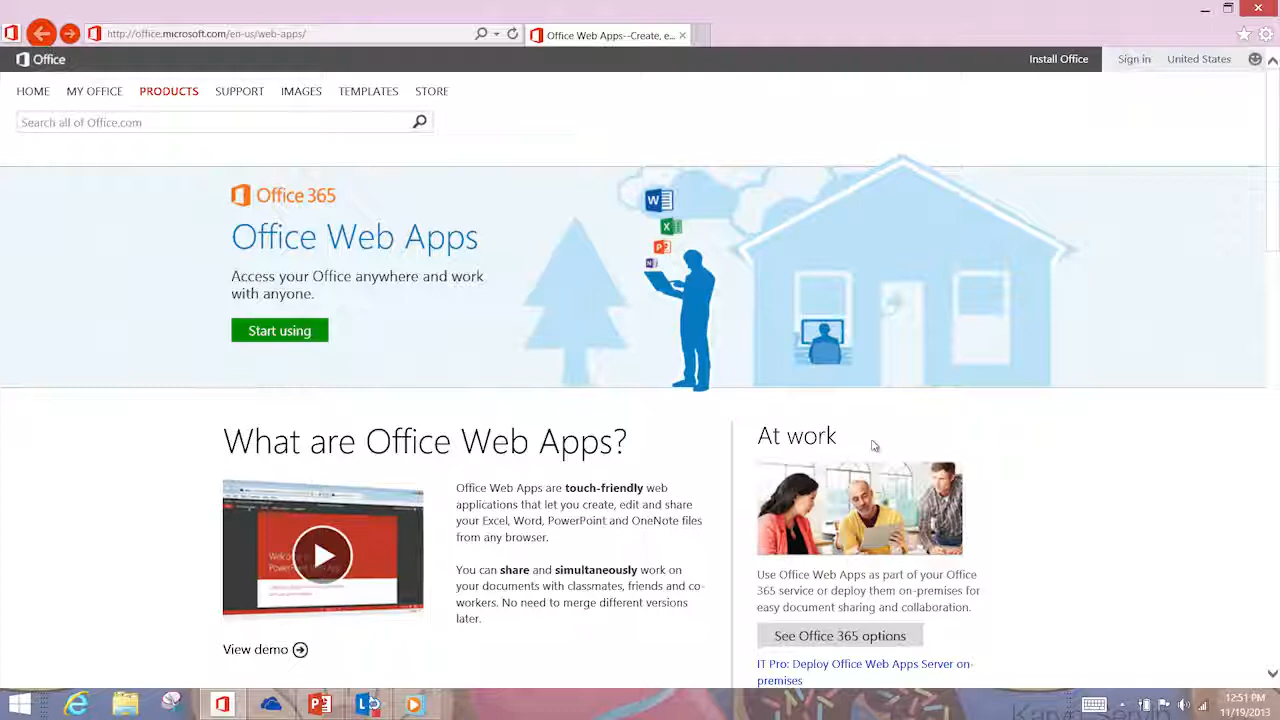 http://office.microsoft.com/en-us/web-apps/
Office Web Apps--Create, e...
Office
Install Office
Sign in
United States
HOME
MY OFFICE
PRODUCTS
SUPPORT
IMAGES
TEMPLATES
STORE
Search all of Office.com
Office 365
Office Web Apps
Access your Office anywhere and work
with anyone.
Start using
What are Office Web Apps?
Office Web Apps are touch-friendly web
applications that let you create, edit and share
your Excel, Word, PowerPoint and OneNote files
from any browser.
You can share and simultaneously work on
your documents with classmates, friends and co-
workers. No need to merge different versions
later.
View demo
At work
Use Office Web Apps as part of your Office
365 service or deploy them on-premises for
easy document sharing and collaboration.
See Office 365 options
IT Pro: Deploy Office Web Apps Server on-
premises
12:51 PM
11/19/2013